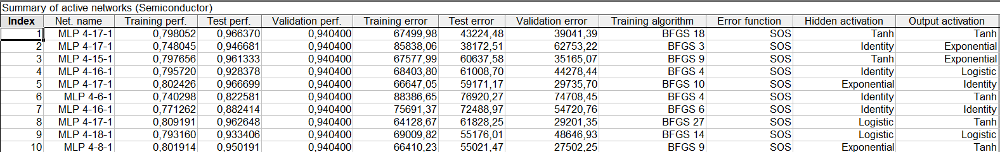 Summary of active networks (Semiconductor)
Index Net. name Training perf. Test perf. Validation perf. Training error Test error Validation error Training algorithm Error function Hidden activation Output activation
1 MLP 4-17-1 0,798052 0,966370 0,940400 67499,98 43224,48 39041,39 BFGS 18 SOS Tanh Tanh
2 MLP 4-17-1 0,748045 0,946681 0,940400 85838,06 38172,51 62753,22 BFGS 3 SOS Identity Exponential
3 MLP 4-15-1 0,797656 0,961333 0,940400 67577,99 60637,58 35165,07 BFGS 9 SOS Tanh Exponential
4 MLP 4-16-1 0,795720 0,928378 0,940400 68403,80 61008,70 44278,44 BFGS 4 SOS Identity Logistic
5 MLP 4-17-1 0,802426 0,966699 0,940400 66647,05 59171,17 29735,70 BFGS 10 SOS Exponential Identity
6 MLP 4-6-1 0,740298 0,822581 0,940400 88386,65 76920,27 74708,45 BFGS 4 SOS Identity Tanh
7 MLP 4-16-1 0,771262 0,882414 0,940400 75691,37 72488,97 54720,76 BFGS 6 SOS Identity Identity
8 MLP 4-17-1 0,809191 0,962648 0,940400 64128,67 61828,25 29201,35 BFGS 27 SOS Logistic Tanh
9 MLP 4-18-1 0,793160 0,933406 0,940400 69009,82 55176,01 48646,93 BFGS 14 SOS Logistic Logistic
10 MLP 4-8-1 0,801914 0,950191 0,940400 66410,23 55021,47 27502,25 BFGS 9 SOS Exponential Tanh